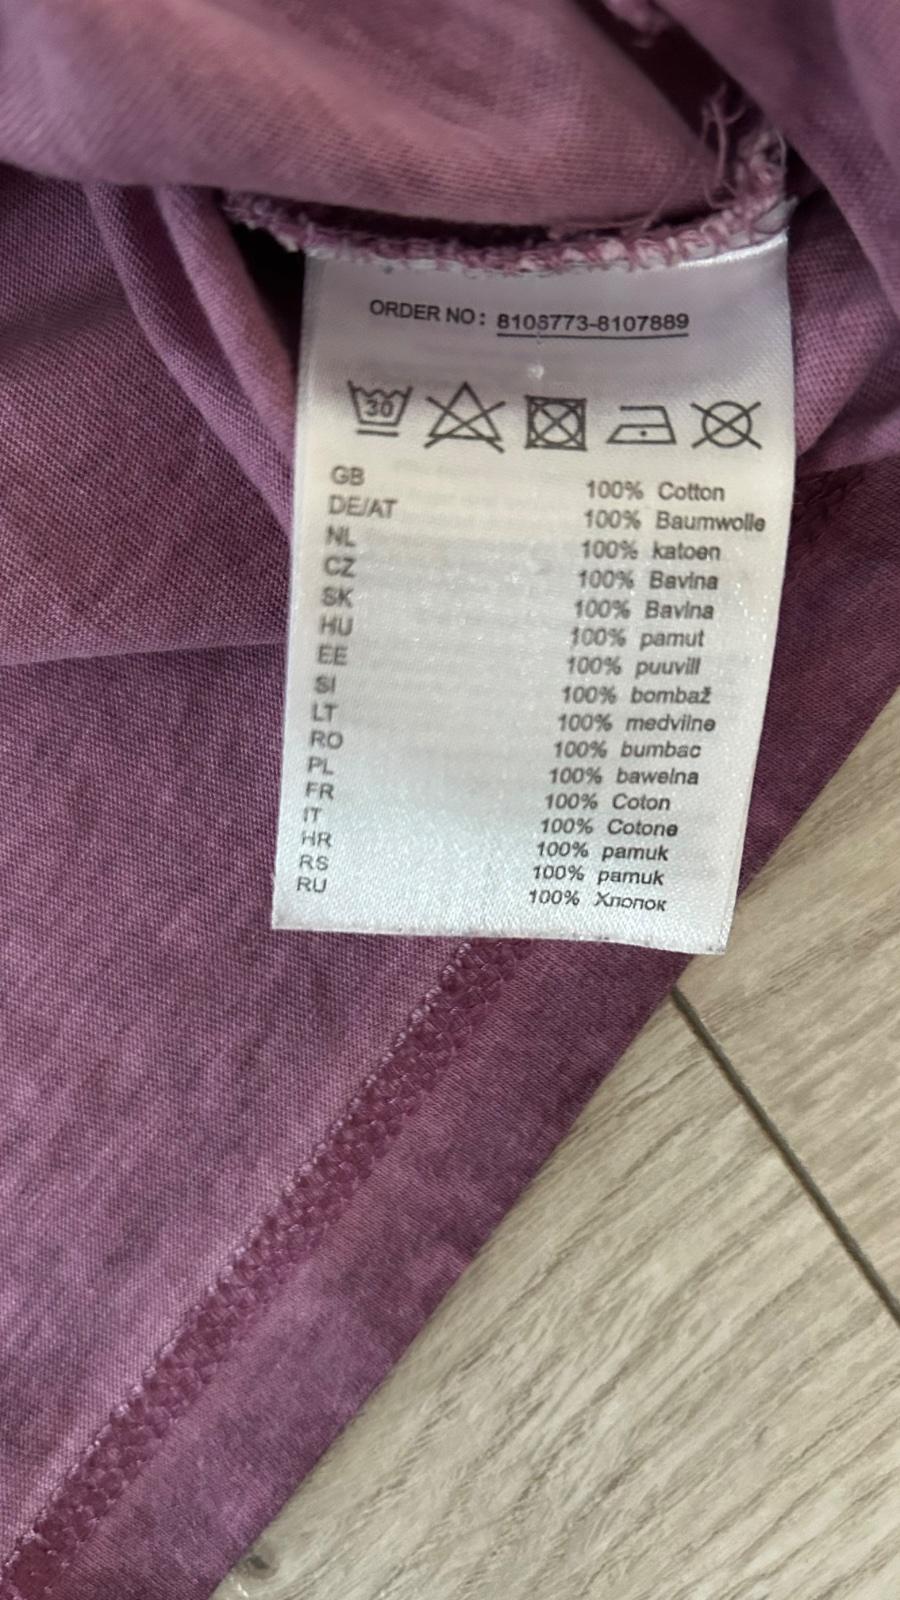 ORDER NO: 8106773-8107889
30
GB 100% Cotton
DE/AT 100% Baumwolle
NL 100% katoen
CZ 100% Bavlna
SK 100% Bavlna
HU 100% pamut
EE 100% puuvill
SI 100% bombaž
LT 100% medvilne
RO 100% bumbac
PL 100% bawelna
FR 100% Coton
IT 100% Cotone
HR 100% pamuk
RS 100% pamuk
RU 100% Хлопок